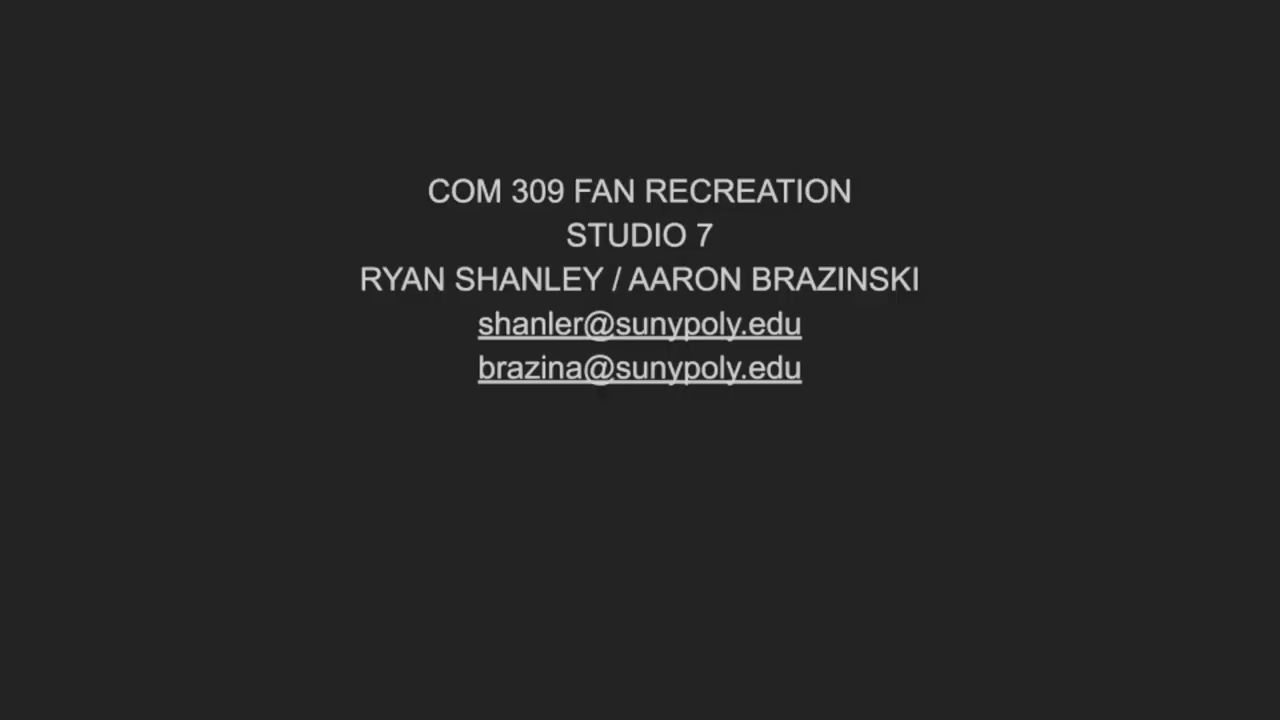 COM 309 FAN RECREATION
STUDIO 7
RYAN SHANLEY / AARON BRAZINSKI
shanler@sunypoly.edu
brazina@sunypoly.edu